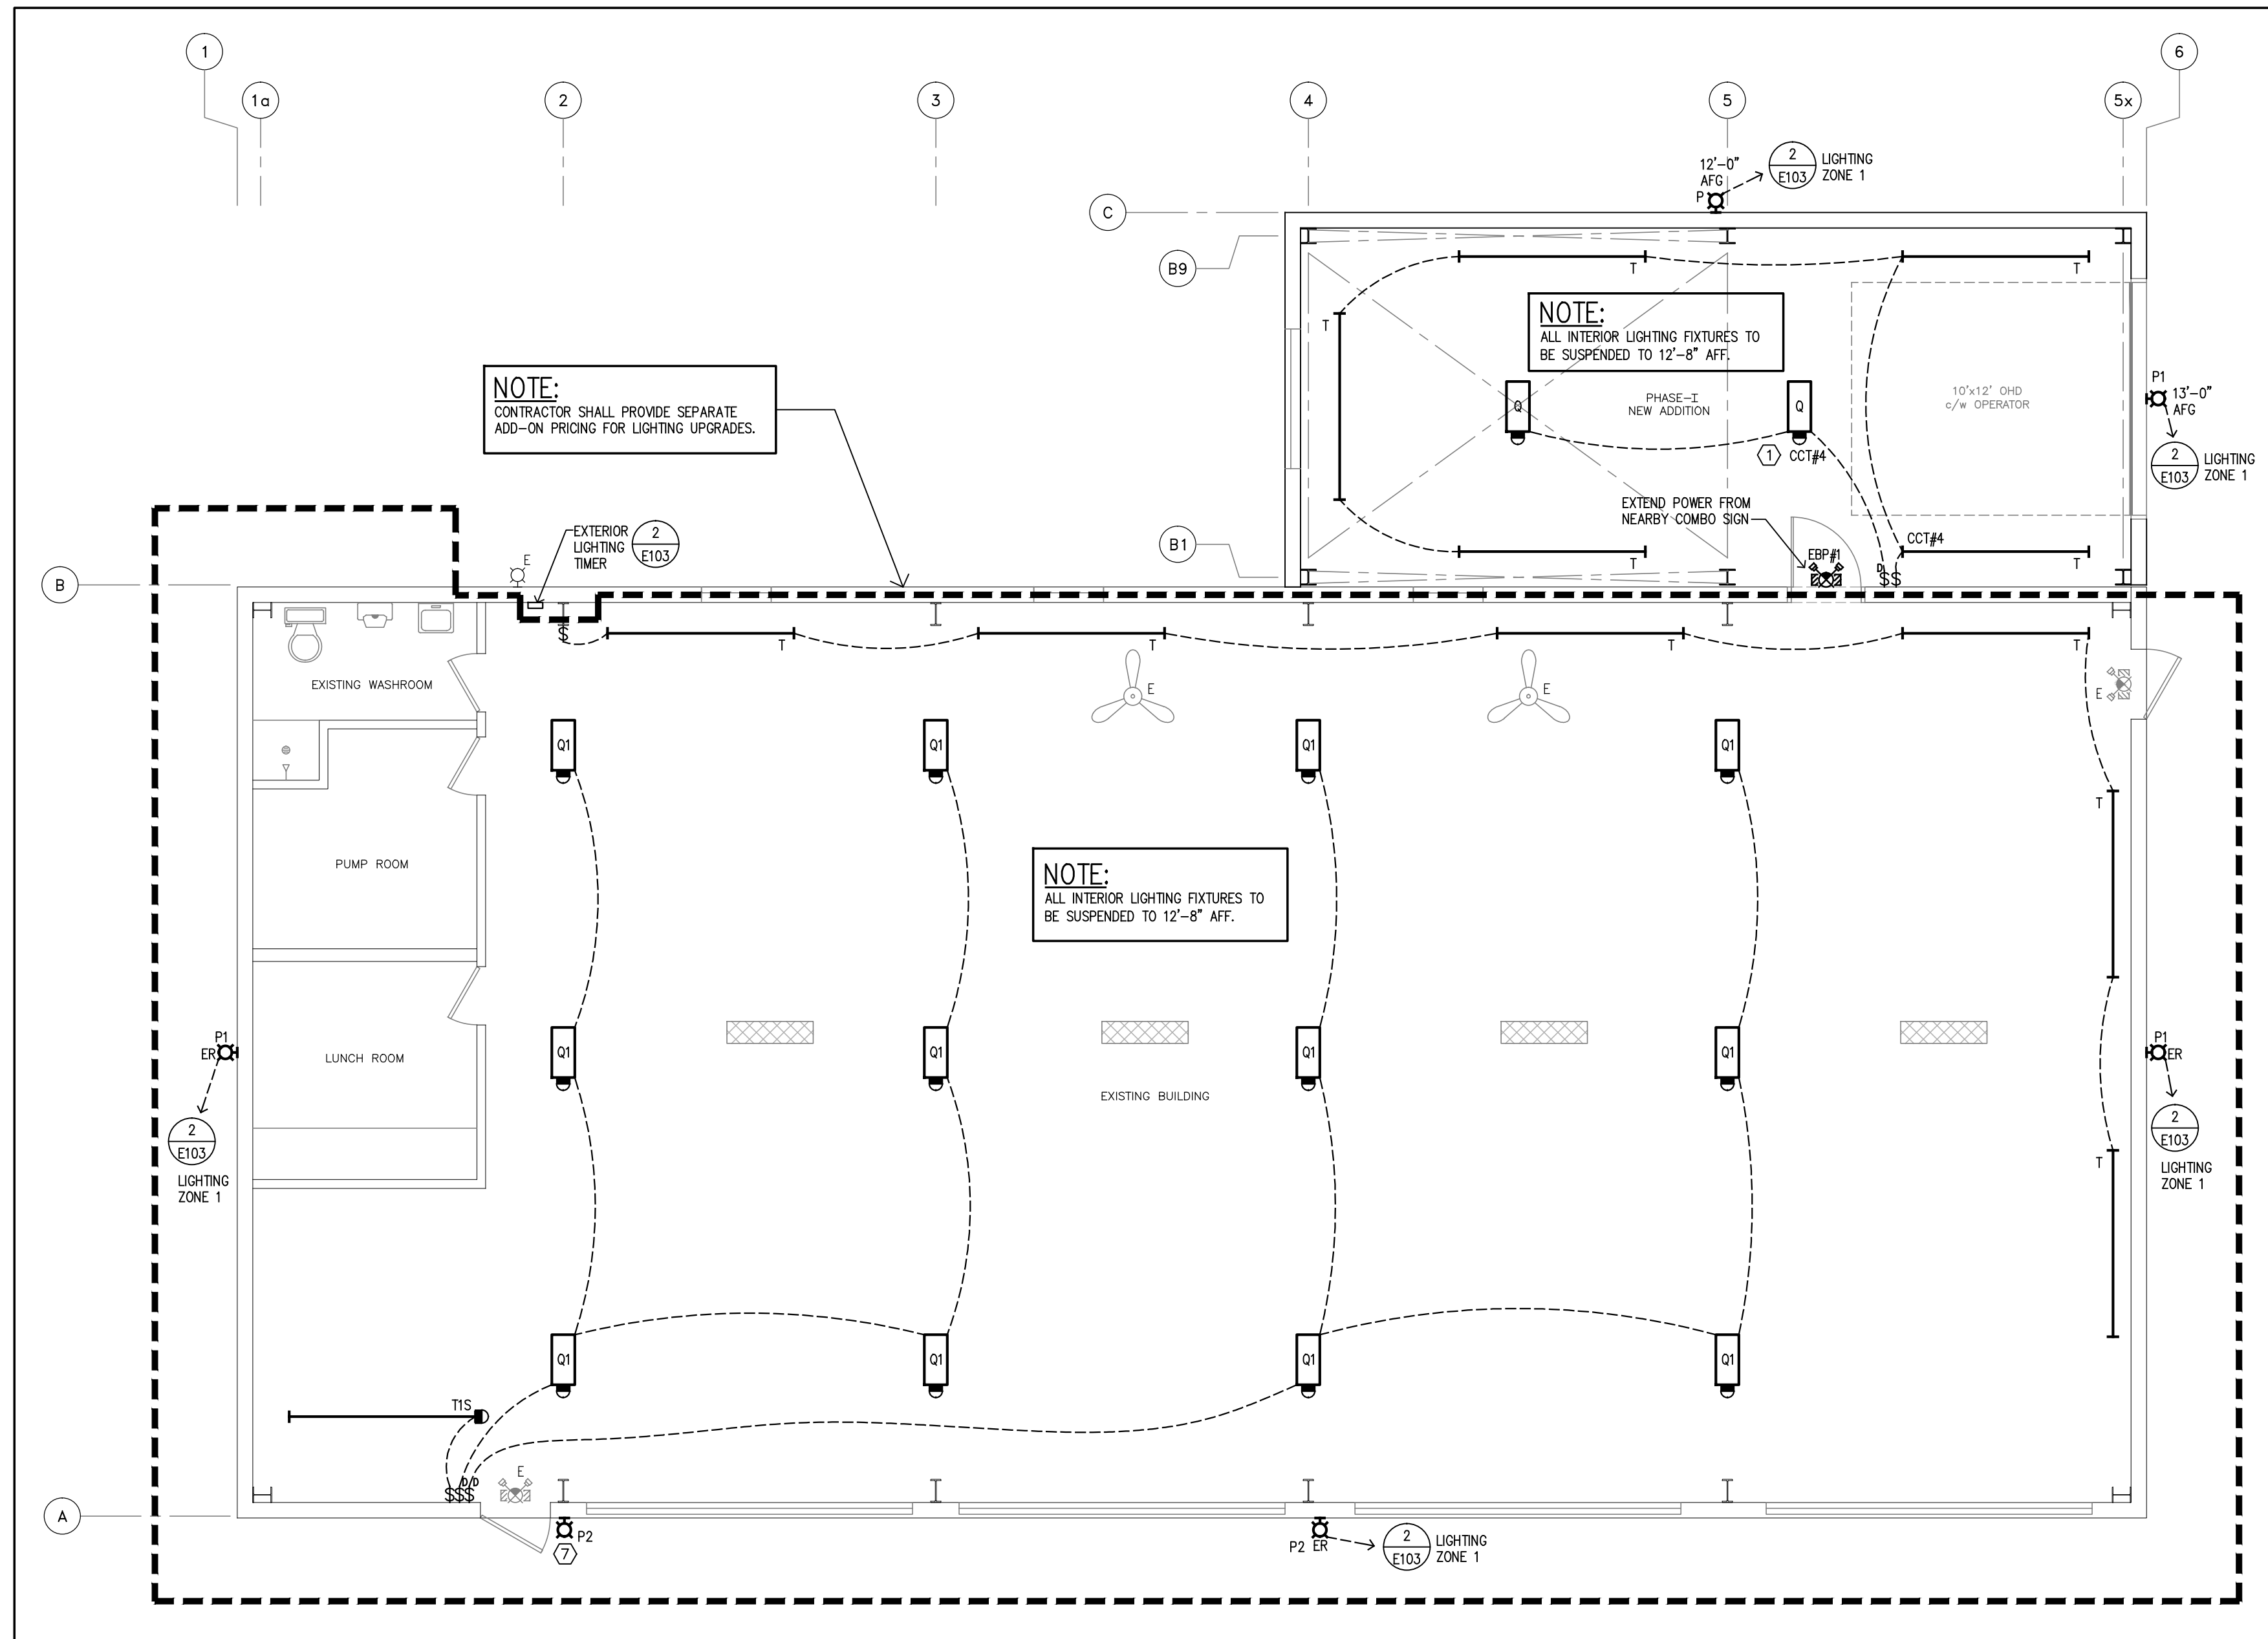 1
6
1a
2
3
4
5
5x
12'-0"
AFG
P
2
E103
LIGHTING
ZONE 1
C
B9
T
T
T
NOTE:
ALL INTERIOR LIGHTING FIXTURES TO
BE SUSPENDED TO 12'-8" AFF.
NOTE:
CONTRACTOR SHALL PROVIDE SEPARATE
ADD-ON PRICING FOR LIGHTING UPGRADES.
Q
PHASE-I
NEW ADDITION
Q
10'x12' OHD
c/w OPERATOR
P1
13'-0"
AFG
1
CCT#4
2
E103
LIGHTING
ZONE 1
EXTEND POWER FROM
NEARBY COMBO SIGN
EXTERIOR
LIGHTING
TIMER
2
E103
B1
E
EBP#1
CCT#4
T
T
D
$$
B
$
T
T
T
T
EXISTING WASHROOM
E
E
E
Q1
Q1
Q1
Q1
T
PUMP ROOM
NOTE:
ALL INTERIOR LIGHTING FIXTURES TO
BE SUSPENDED TO 12'-8" AFF.
P1
ER
LUNCH ROOM
Q1
Q1
Q1
Q1
P1
ER
EXISTING BUILDING
2
E103
LIGHTING
ZONE 1
T
2
E103
LIGHTING
ZONE 1
Q1
Q1
Q1
Q1
T1S
D D
$$$
E
A
P2
7
P2 ER
2
E103
LIGHTING
ZONE 1